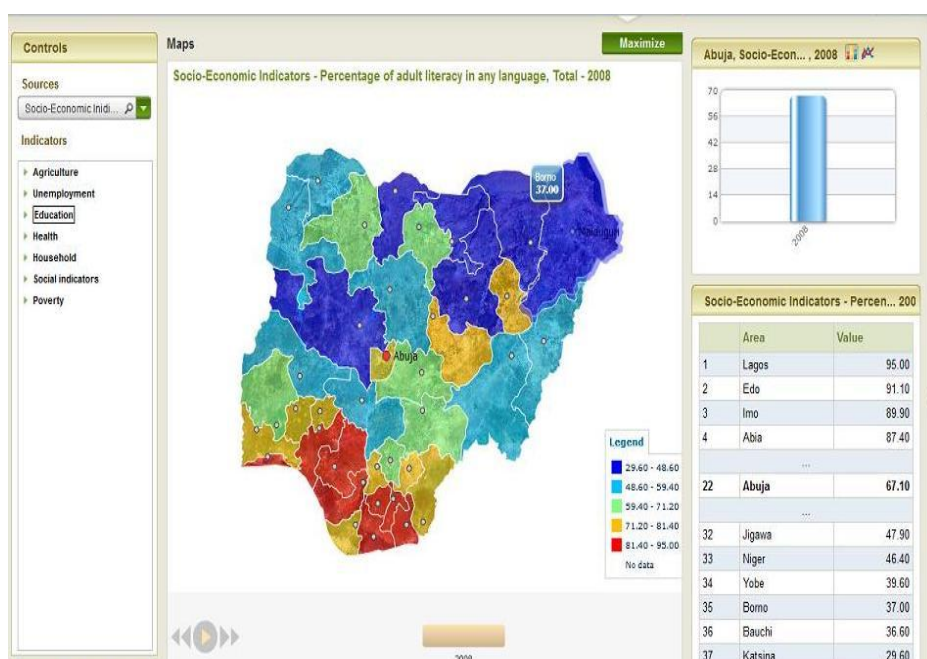 Controls
Sources
Socio-Economic Inidi...
Indicators
Agriculture
Unemployment
Education
Health
Household
Social indicators
Poverty
Maps
Maximize
Socio-Economic Indicators - Percentage of adult literacy in any language, Total - 2008
Borno
37.00
Maiduguri
Abuja
Legend
29.60 - 48.60
48.60 - 59.40
59.40 - 71.20
71.20 - 81.40
81.40 - 95.00
No data
2008
Abuja, Socio-Econ... , 2008
70
56
42
28
14
0
2008
Socio-Economic Indicators - Percen... 200
Area Value
1 Lagos 95.00
2 Edo 91.10
3 Imo 89.90
4 Abia 87.40
...
22 Abuja 67.10
...
32 Jigawa 47.90
33 Niger 46.40
34 Yobe 39.60
35 Borno 37.00
36 Bauchi 36.60
37 Katsina 29.60